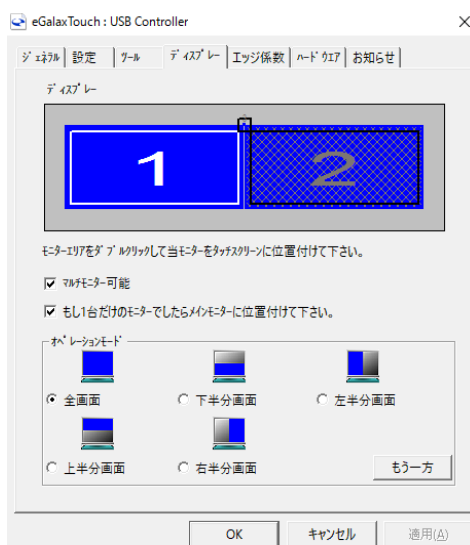 eGalaxTouch : USB Controller
ｼﾞｪﾈﾗﾙ 設定 ﾂｰﾙ ﾃﾞｨｽﾌﾟﾚｰ エッジ係数 ﾊｰﾄﾞｳｴｱ お知らせ
ﾃﾞｨｽﾌﾟﾚｰ
1 2
ﾓﾆﾀｰｴﾘｱをﾀﾞﾌﾞﾙｸﾘｯｸして当ﾓﾆﾀｰをﾀｯﾁｽｸﾘｰﾝに位置付けて下さい。
ﾏﾙﾁﾓﾆﾀｰ可能
もし1台だけのﾓﾆﾀｰでしたらﾒｲﾝﾓﾆﾀｰに位置付けて下さい。
ｵﾍﾟﾚｰｼｮﾝﾓｰﾄﾞ
全画面 下半分画面 左半分画面
上半分画面 右半分画面 もう一方
OK キャンセル 適用(A)